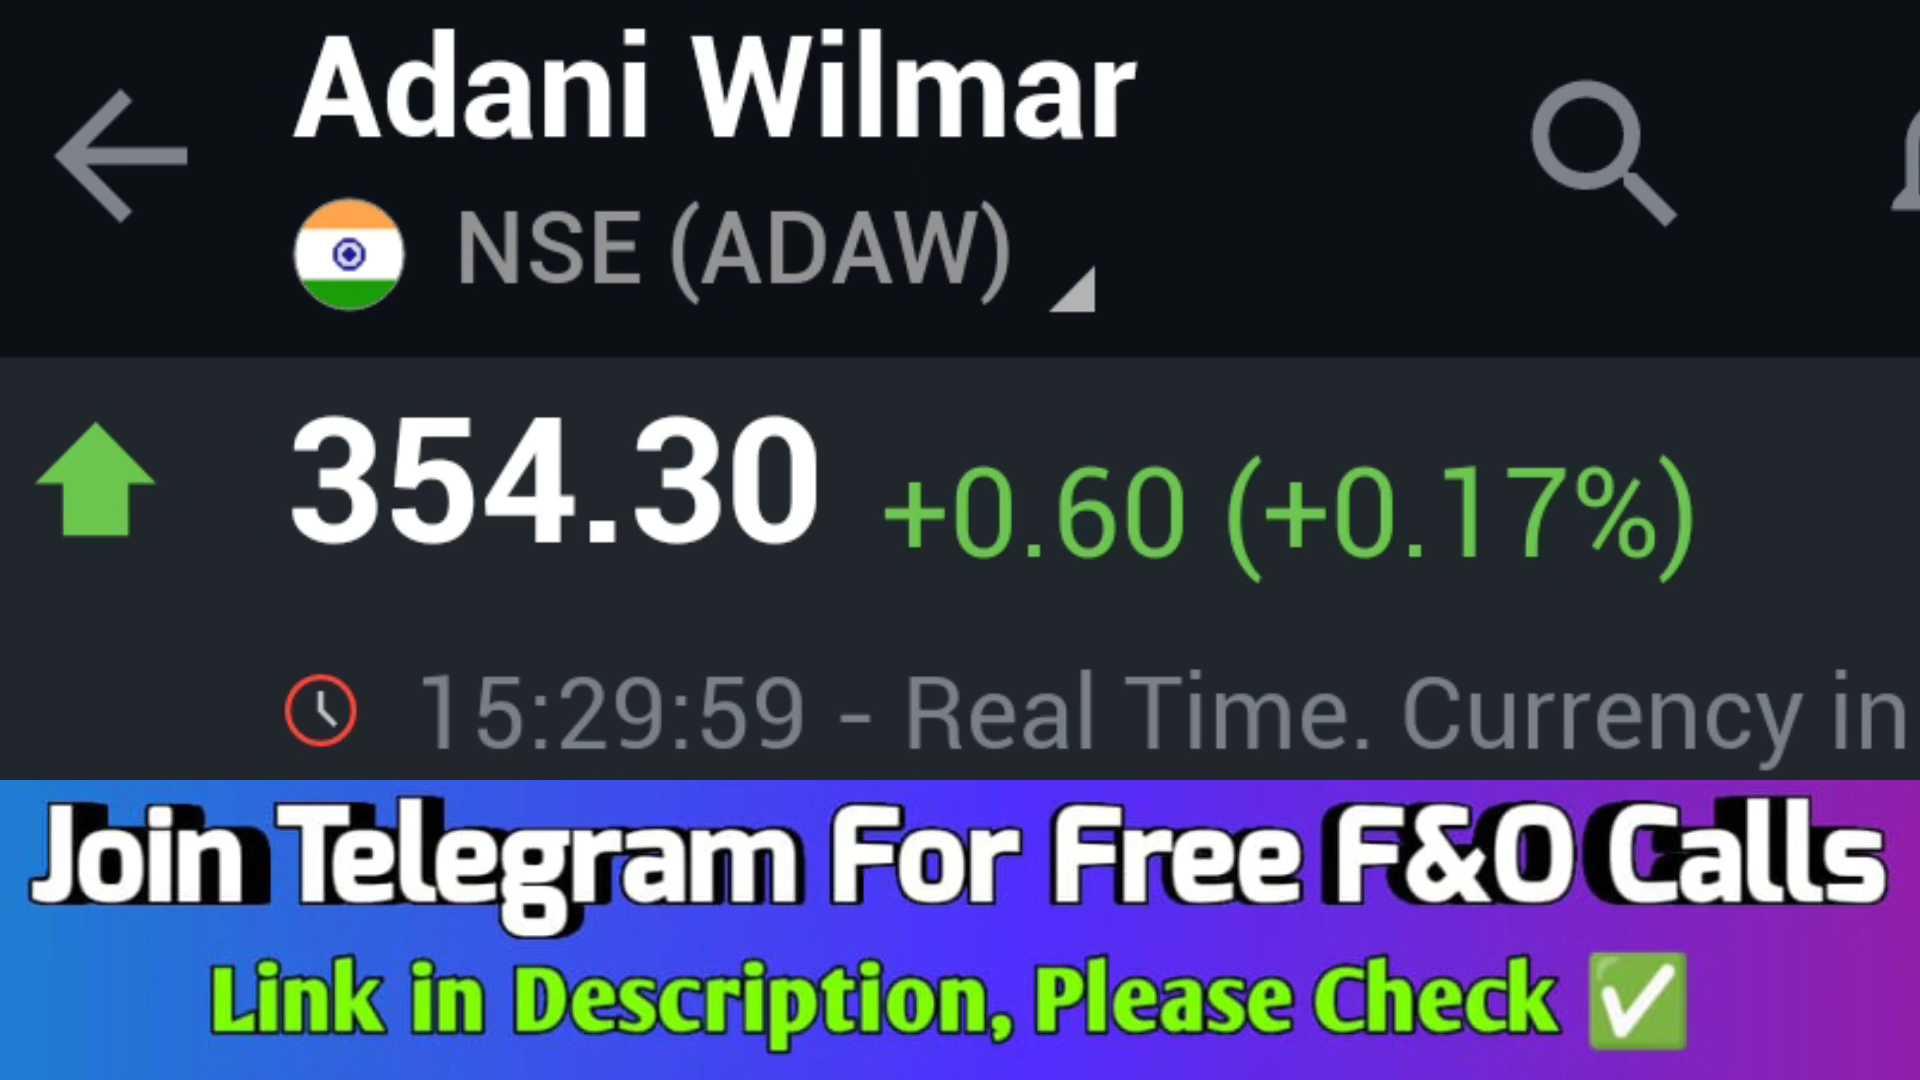 Adani Wilmar
NSE (ADAW)
354.30 +0.60 (+0.17%)
15:29:59 - Real Time. Currency in
Join Telegram For Free F&O Calls
Link in Description, Please Check ✅